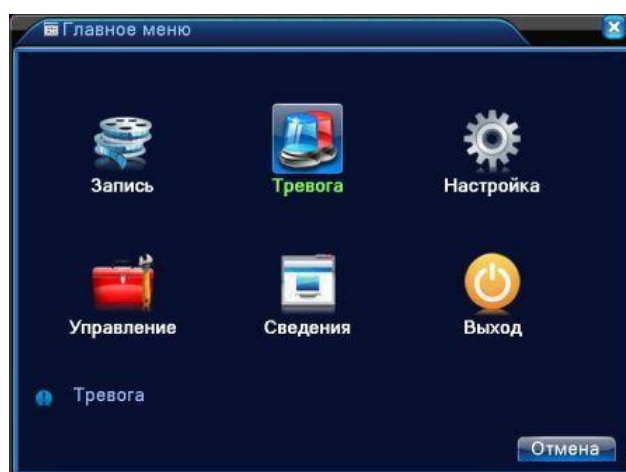 Главное меню
Запись Тревога Настройка
Управление Сведения Выход
Тревога
Отмена